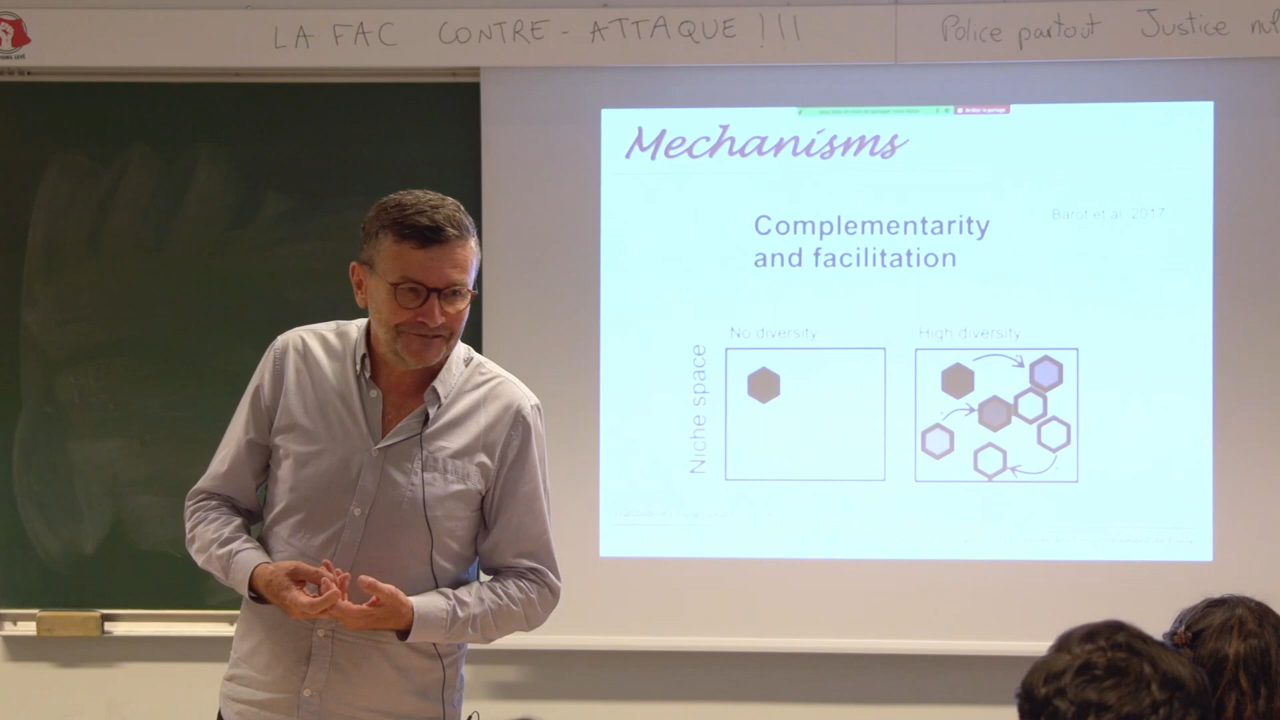 LA FAC CONTRE-ATTAQUE !!!
Police partout Justice
Mechanisms
Barot et al. 2017
Complementarity
and facilitation
No diversity
High diversity
Niche space